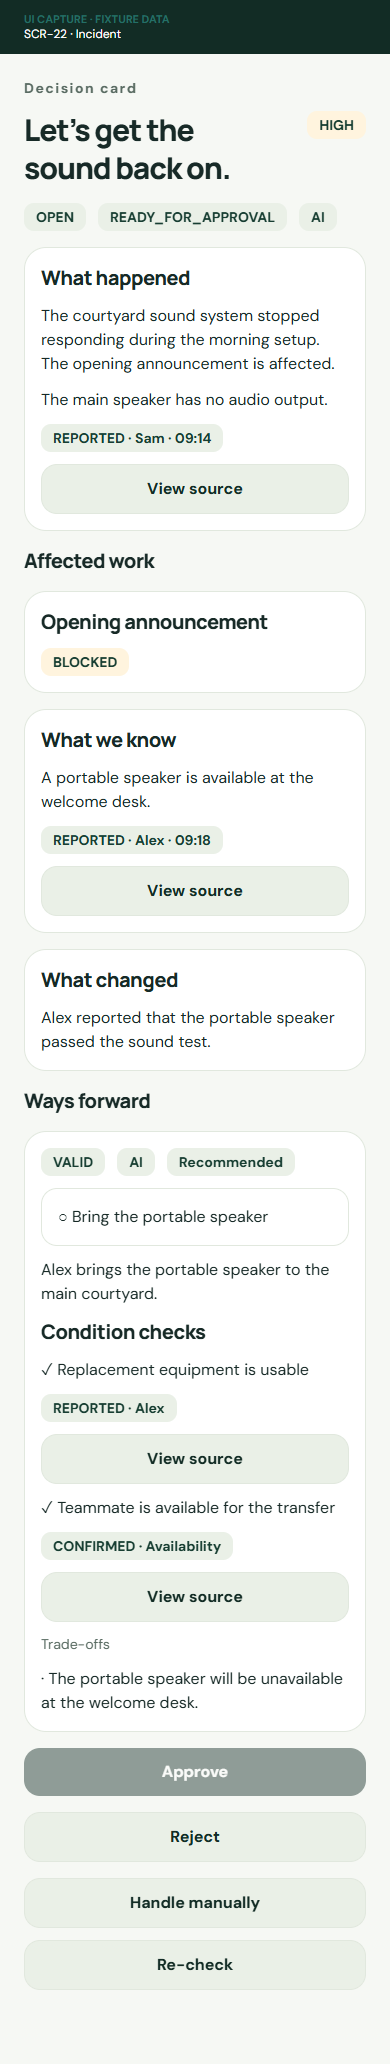 UI CAPTURE · FIXTURE DATA
SCR-22 · Incident
Decision card
Let's get the
sound back on.
HIGH
OPEN
READY_FOR_APPROVAL
AI
What happened
The courtyard sound system stopped
responding during the morning setup.
The opening announcement is affected.
The main speaker has no audio output.
REPORTED · Sam · 09:14
View source
Affected work
Opening announcement
BLOCKED
What we know
A portable speaker is available at the
welcome desk.
REPORTED · Alex · 09:18
View source
What changed
Alex reported that the portable speaker
passed the sound test.
Ways forward
VALID
AI
Recommended
○ Bring the portable speaker
Alex brings the portable speaker to the
main courtyard.
Condition checks
✓ Replacement equipment is usable
REPORTED · Alex
View source
✓ Teammate is available for the transfer
CONFIRMED · Availability
View source
Trade-offs
· The portable speaker will be unavailable
at the welcome desk.
Approve
Reject
Handle manually
Re-check